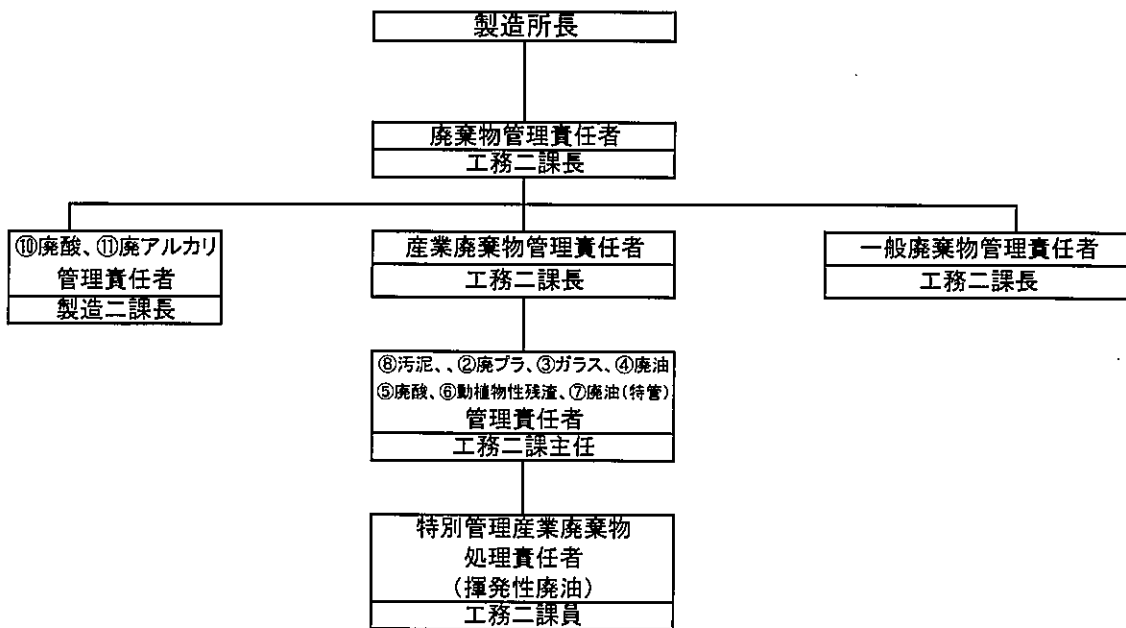 製造所長
廃棄物管理責任者
工務二課長
⑩廃酸、⑪廃アルカリ
管理責任者
製造二課長
産業廃棄物管理責任者
工務二課長
一般廃棄物管理責任者
工務二課長
⑧汚泥、、②廃プラ、③ガラス、④廃油
⑤廃酸、⑥動植物性残渣、⑦廃油(特管)
管理責任者
工務二課主任
特別管理産業廃棄物
処理責任者
(揮発性廃油)
工務二課員